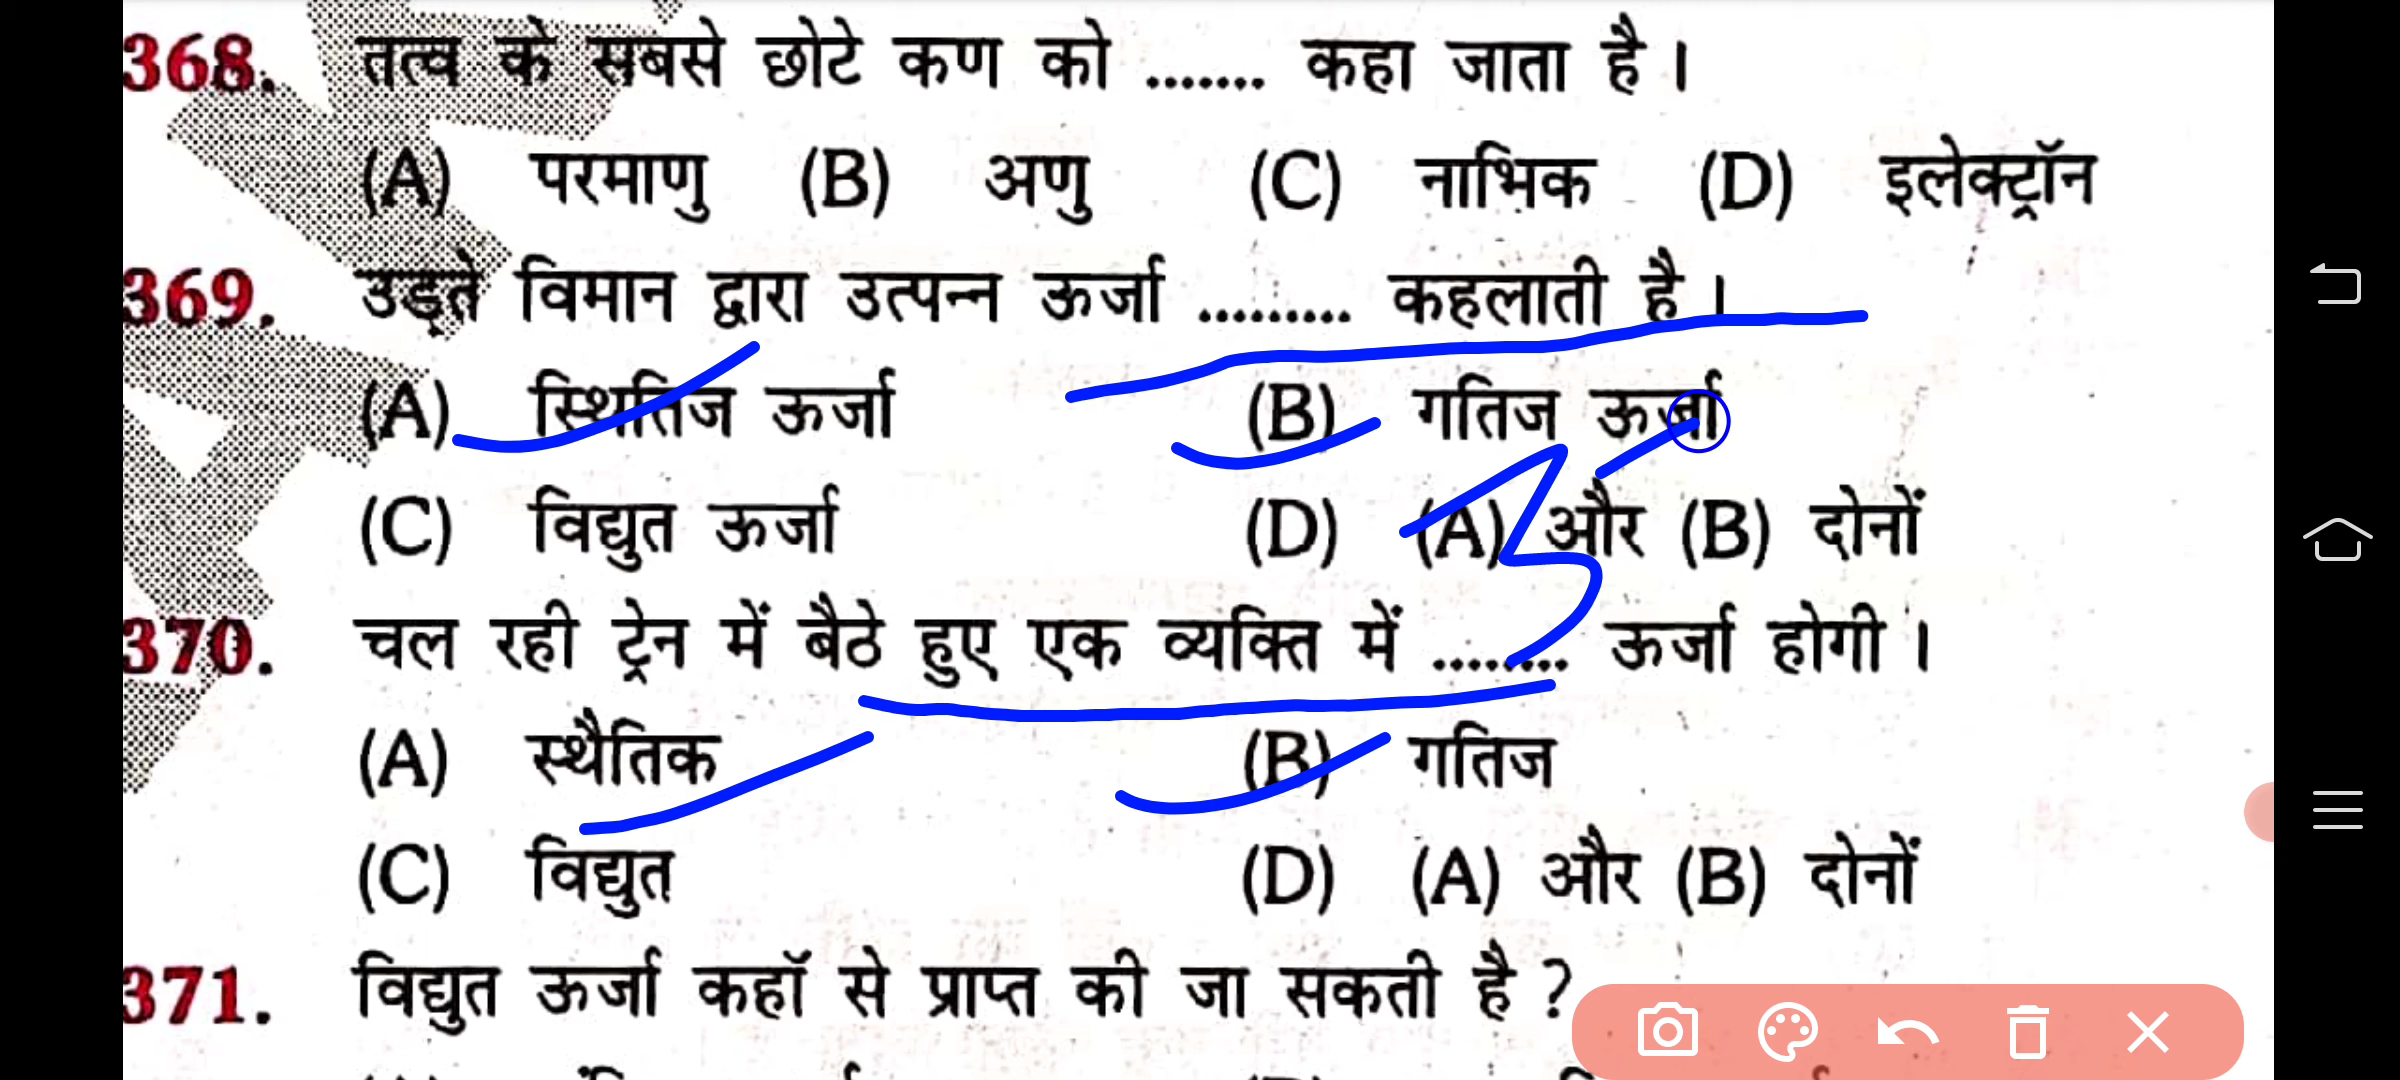 368. तत्व के सबसे छोटे कण को ....... कहा जाता है ।
(A) परमाणु (B) अणु (C) नाभिक (D) इलेक्ट्रॉन
369. उड़ते विमान द्वारा उत्पन्न ऊर्जा ......... कहलाती है ।
(A) स्थितिज ऊर्जा (B) गतिज ऊर्जा
(C) विद्युत ऊर्जा (D) (A) और (B) दोनों
370. चल रही ट्रेन में बैठे हुए एक व्यक्ति में ........ ऊर्जा होगी ।
(A) स्थैतिक (B) गतिज
(C) विद्युत (D) (A) और (B) दोनों
371. विद्युत ऊर्जा कहाँ से प्राप्त की जा सकती है ?